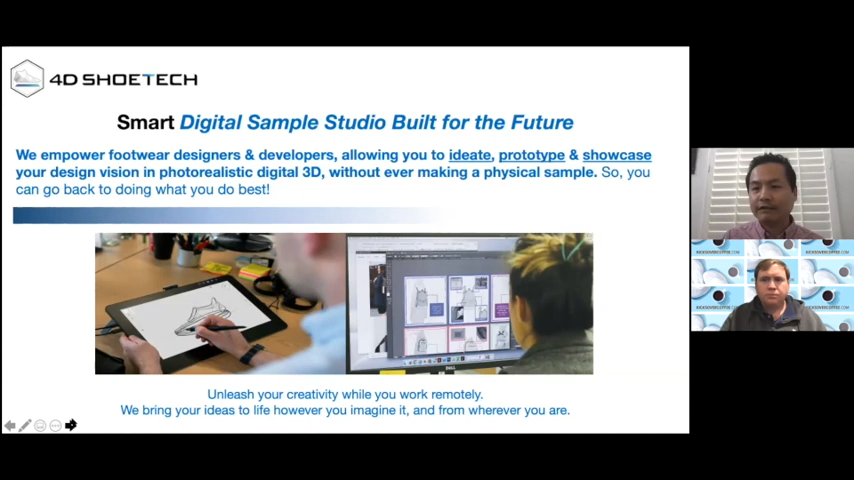 4D SHOETECH
Smart Digital Sample Studio Built for the Future
We empower footwear designers & developers, allowing you to ideate, prototype & showcase
your design vision in photorealistic digital 3D, without ever making a physical sample. So, you
can go back to doing what you do best!
DELL
Unleash your creativity while you work remotely.
We bring your ideas to life however you imagine it, and from wherever you are.